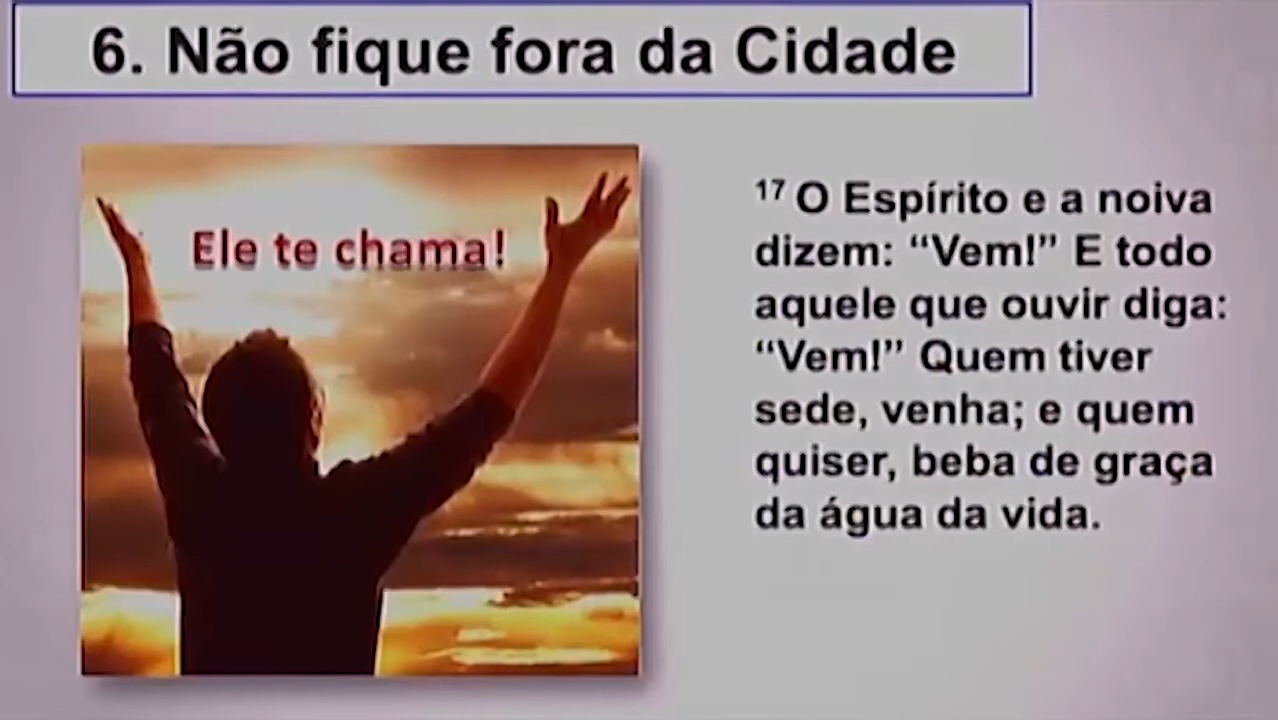 6. Não fique fora da Cidade
Ele te chama!
17 O Espírito e a noiva
dizem: “Vem!” E todo
aquele que ouvir diga:
“Vem!” Quem tiver
sede, venha; e quem
quiser, beba de graça
da água da vida.